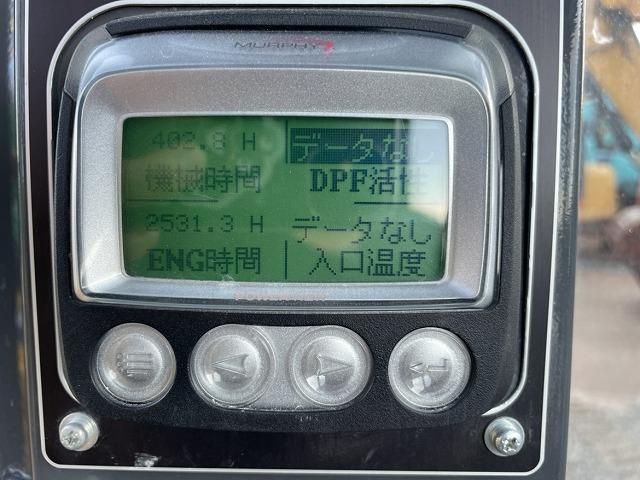 MURPHY
402.8 H データなし
機械時間 DPF活性
2531.3 H データなし
ENG時間 入口温度